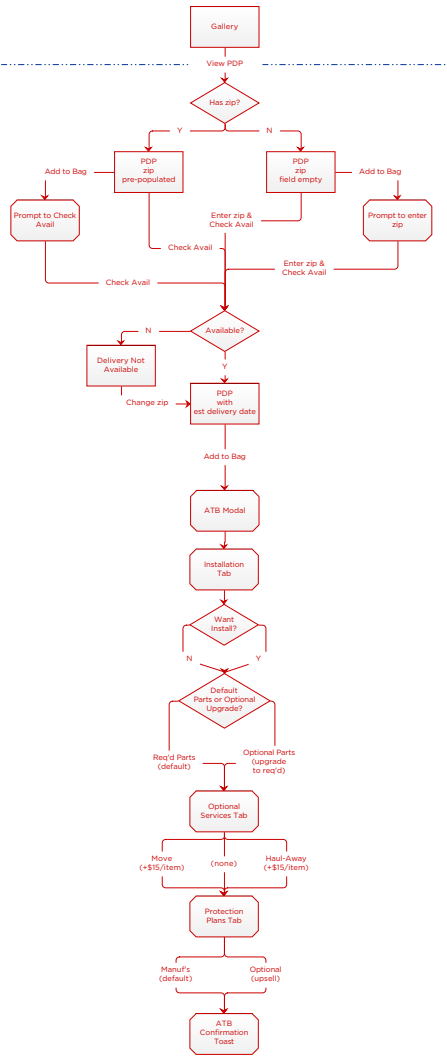 Gallery
View PDP
Has zip?
Y
N
PDP
zip
pre-populated
PDP
zip
field empty
Add to Bag
Add to Bag
Prompt to Check
Avail
Prompt to enter
zip
Enter zip &
Check Avail
Check Avail
Enter zip &
Check Avail
Check Avail
Available?
N
Delivery Not
Available
Y
Change zip
PDP
with
est delivery date
Add to Bag
ATB Modal
Installation
Tab
Want
Install?
N
Y
Default
Parts or Optional
Upgrade?
Req'd Parts
(default)
Optional Parts
(upgrade
to req'd)
Optional
Services Tab
Move
(+$15/item)
(none)
Haul-Away
(+$15/item)
Protection
Plans Tab
Manuf's
(default)
Optional
(upsell)
ATB
Confirmation
Toast